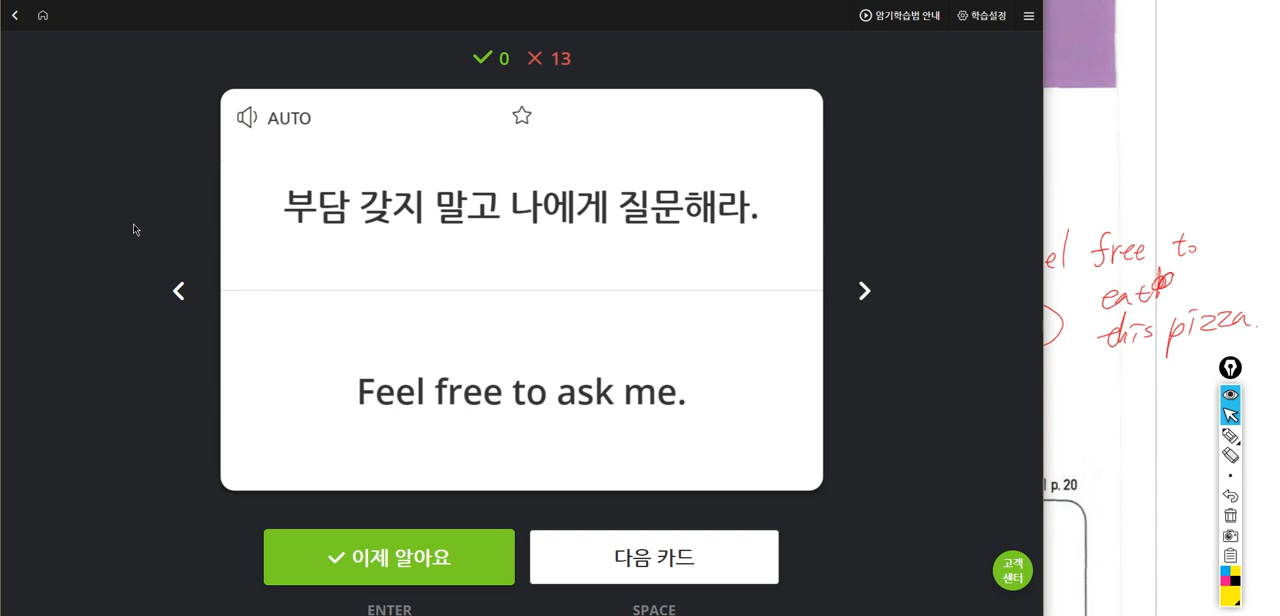 암기학습법 안내
학습설정
0
13
AUTO
부담 갖지 말고 나에게 질문해라.
Feel free to ask me.
el free to
eat
this pizza.
p.20
이제 알아요
다음 카드
고객
센터
ENTER
SPACE